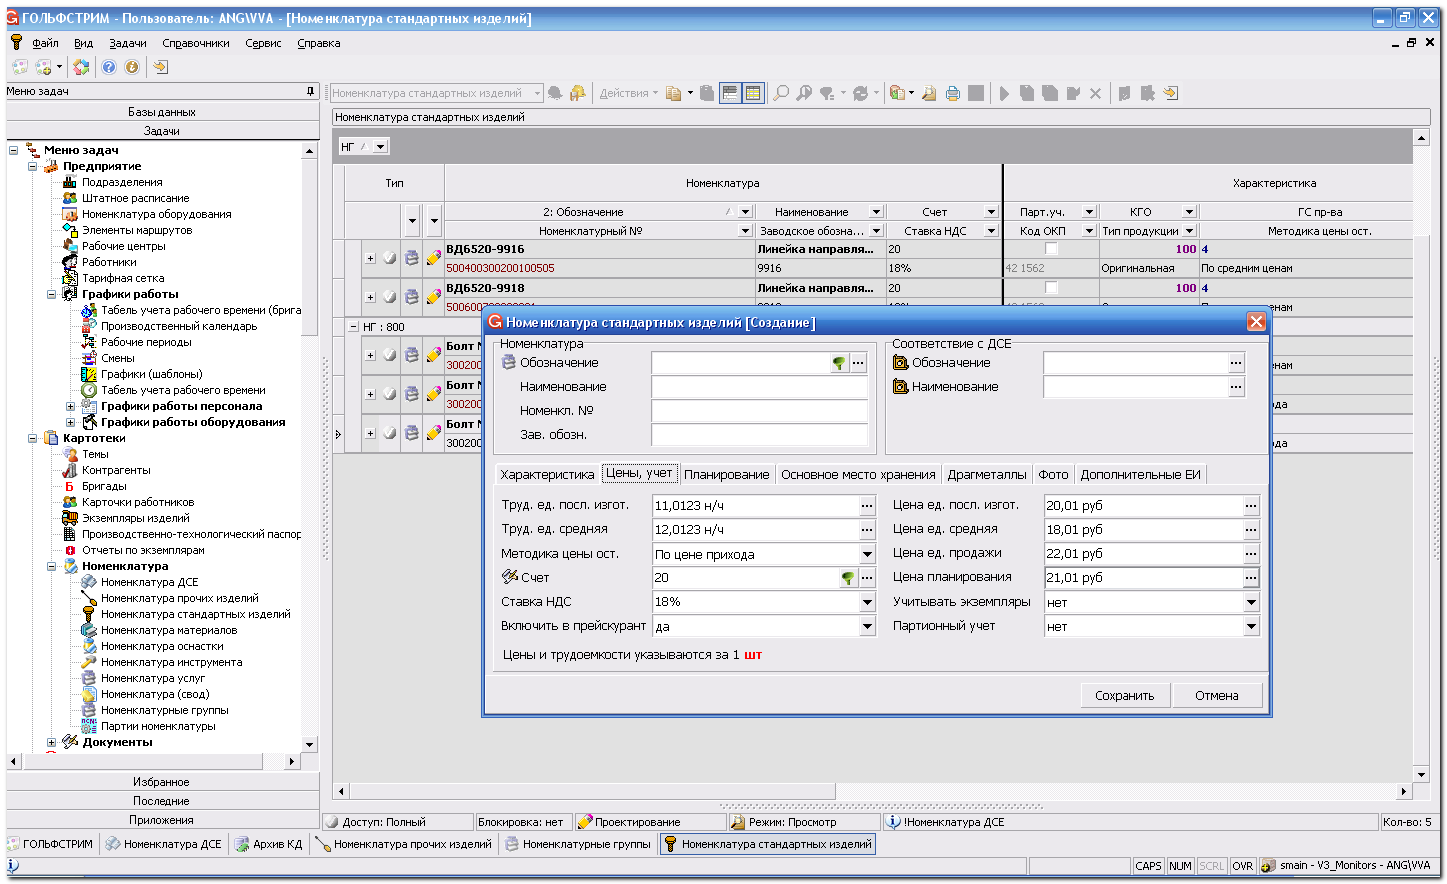 ГОЛЬФСТРИМ - Пользователь: ANG\VVA - [Номенклатура стандартных изделий]
Файл Вид Задачи Справочники Сервис Справка
Меню задач
Номенклатура стандартных изделий Действия
Базы данных
Задачи
Номенклатура стандартных изделий
НГ
Меню задач
Предприятие
Подразделения
Штатное расписание
Номенклатура оборудования
Элементы маршрутов
Рабочие центры
Работники
Тарифная сетка
Графики работы
Табель учета рабочего времени (брига
Производственный календарь
Рабочие периоды
Смены
Графики (шаблоны)
Табель учета рабочего времени
Графики работы персонала
Графики работы оборудования
Картотеки
Темы
Контрагенты
Бригады
Карточки работников
Экземпляры изделий
Производственно-технологический паспор
Отчеты по экземплярам
Номенклатура
Номенклатура ДСЕ
Номенклатура прочих изделий
Номенклатура стандартных изделий
Номенклатура материалов
Номенклатура оснастки
Номенклатура инструмента
Номенклатура услуг
Номенклатура (свод)
Номенклатурные группы
Партии номенклатуры
Документы
Избранное
Последние
Приложения
Тип Номенклатура Характеристика
2: Обозначение Наименование Счет Парт.уч. КГО ГС пр-ва
Номенклатурный № Заводское обозна... Ставка НДС Код ОКП Тип продукции Методика цены ост.
ВД6520-9916 Линейка направля... 20 100 4
500400300200100505 9916 18% 42 1562 Оригинальная По средним ценам
ВД6520-9918 Линейка направля... 20 100 4
НГ : 800
Болт
30020
ценам
Болт
30020
ода
Болт
30020
ода
Номенклатура стандартных изделий [Создание]
Номенклатура Соответствие с ДСЕ
Обозначение Обозначение
Наименование Наименование
Номенкл. №
Зав. обозн.
Характеристика Цены, учет Планирование Основное место хранения Драгметаллы Фото Дополнительные ЕИ
Труд. ед. посл. изгот. 11,0123 н/ч Цена ед. посл. изгот. 20,01 руб
Труд. ед. средняя 12,0123 н/ч Цена ед. средняя 18,01 руб
Методика цены ост. По цене прихода Цена ед. продажи 22,01 руб
Счет 20 Цена планирования 21,01 руб
Ставка НДС 18% Учитывать экземпляры нет
Включить в прейскурант да Партионный учет нет
Цены и трудоемкости указываются за 1 шт
Сохранить Отмена
Доступ: Полный Блокировка: нет Проектирование Режим: Просмотр !Номенклатура ДСЕ Кол-во: 5
ГОЛЬФСТРИМ Номенклатура ДСЕ Архив КД Номенклатура прочих изделий Номенклатурные группы Номенклатура стандартных изделий
CAPS NUM SCRL OVR smain - V3_Monitors - ANG\VVA